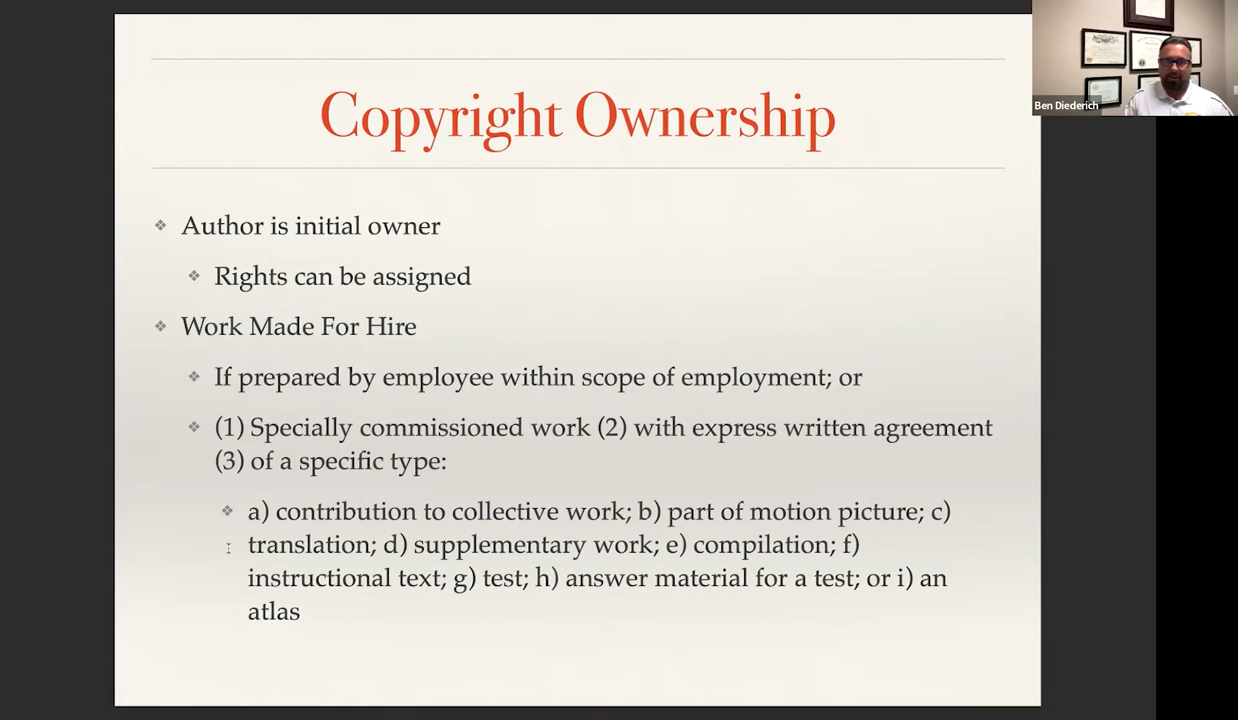 Copyright Ownership
Ben Diederich
Author is initial owner
Rights can be assigned
Work Made For Hire
If prepared by employee within scope of employment; or
(1) Specially commissioned work (2) with express written agreement
(3) of a specific type:
a) contribution to collective work; b) part of motion picture; c)
translation; d) supplementary work; e) compilation; f)
instructional text; g) test; h) answer material for a test; or i) an
atlas